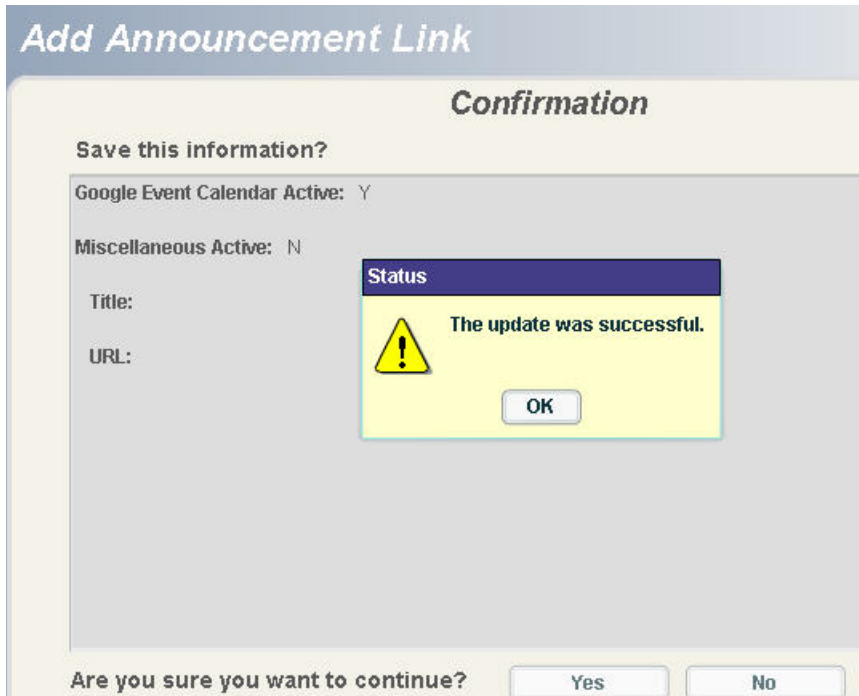 Add Announcement Link
Confirmation
Save this information?
Google Event Calendar Active: Y
Miscellaneous Active: N
Status
Title:
The update was successful.
URL:
OK
Are you sure you want to continue? Yes No